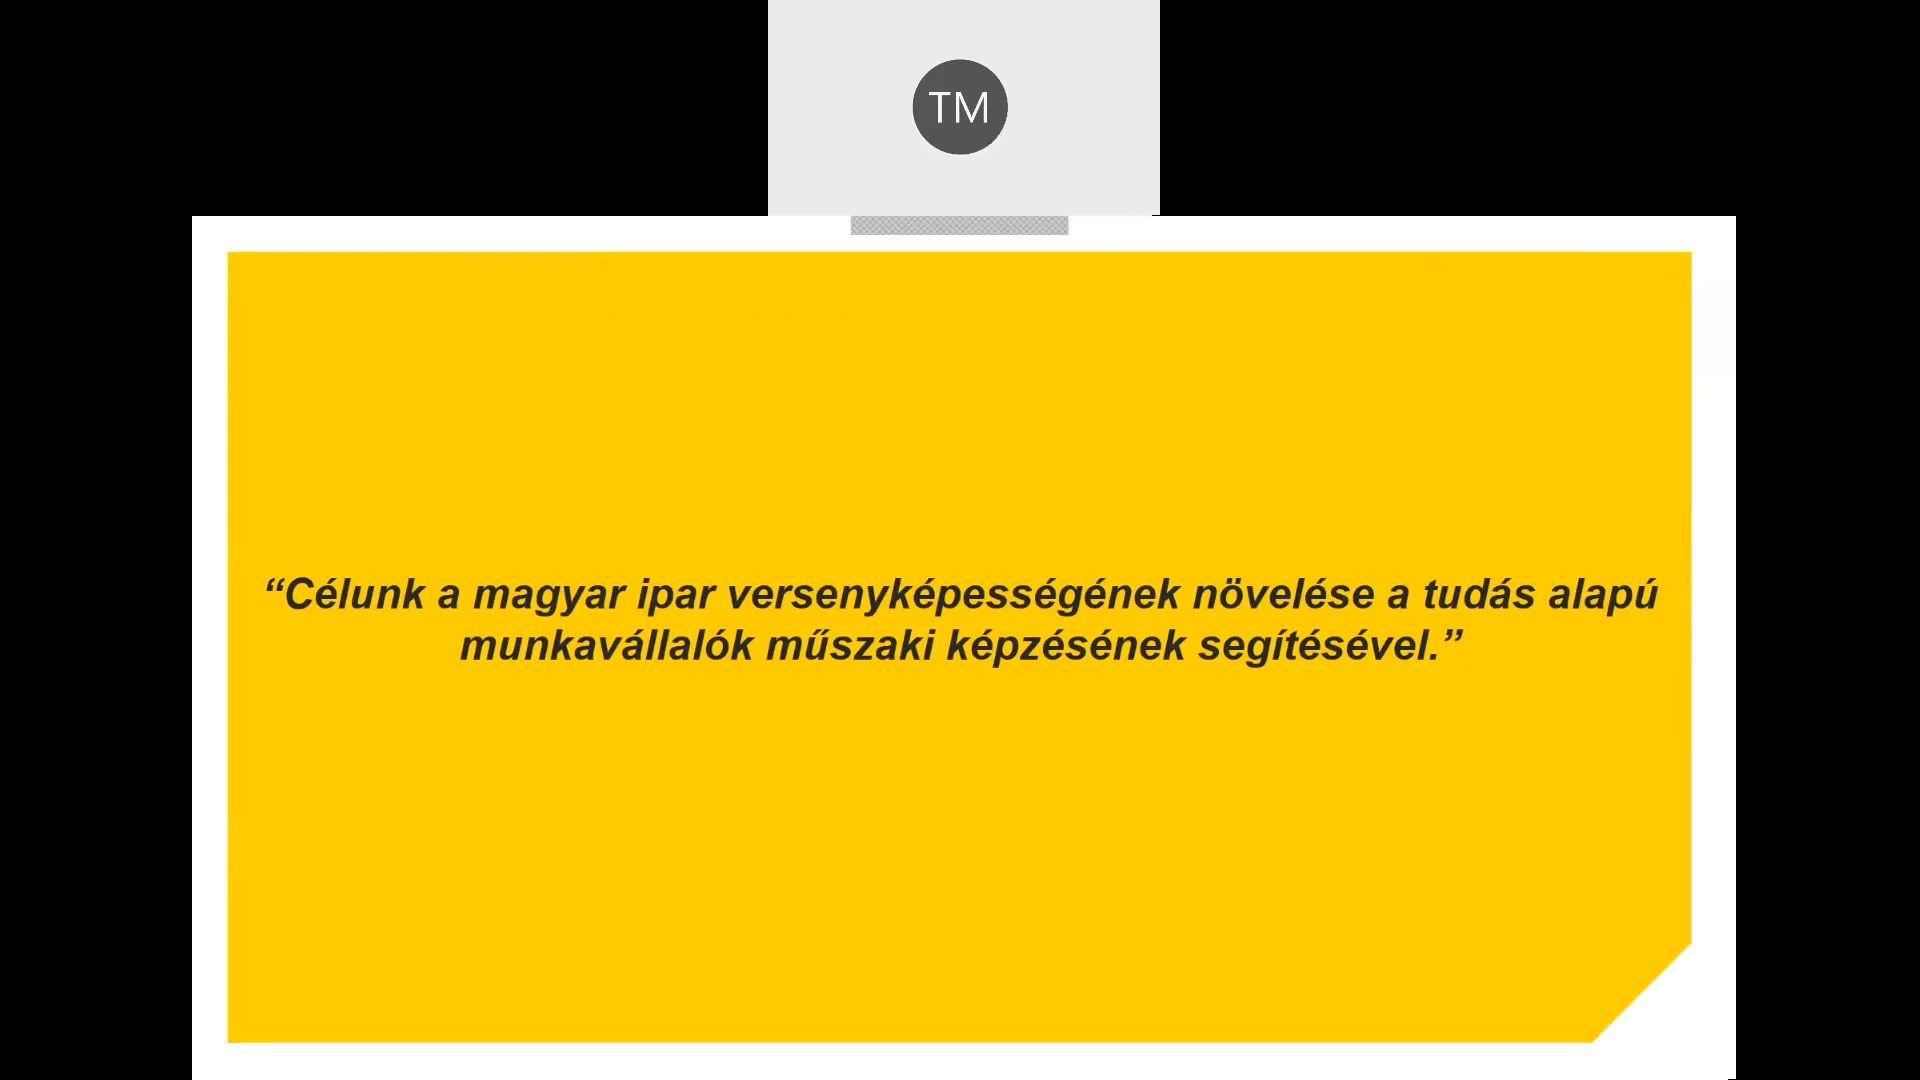 TM
“Célunk a magyar ipar versenyképességének növelése a tudás alapú
munkavállalók műszaki képzésének segítésével.”